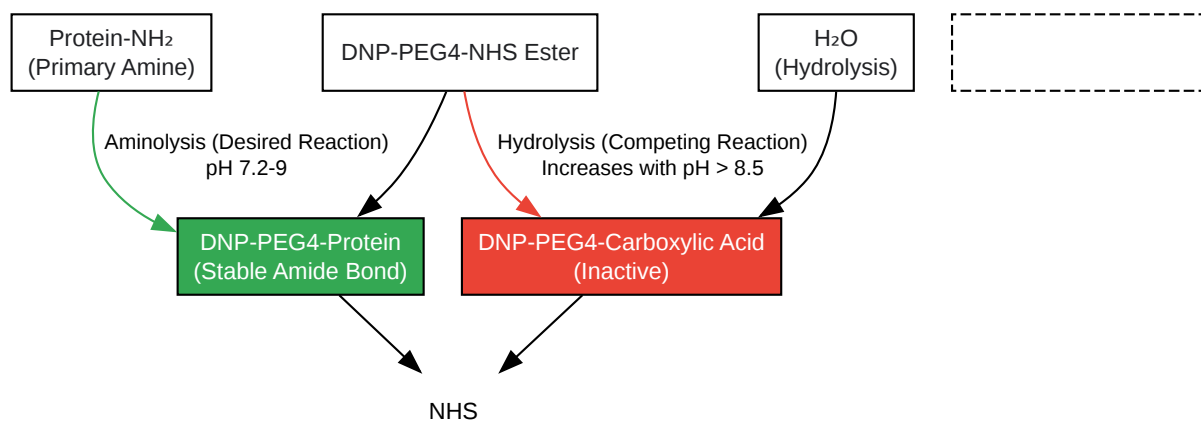 Protein-NH₂
(Primary Amine)
DNP-PEG4-NHS Ester
H₂O
(Hydrolysis)
Aminolysis (Desired Reaction)
pH 7.2-9
Hydrolysis (Competing Reaction)
Increases with pH > 8.5
DNP-PEG4-Protein
(Stable Amide Bond)
DNP-PEG4-Carboxylic Acid
(Inactive)
NHS